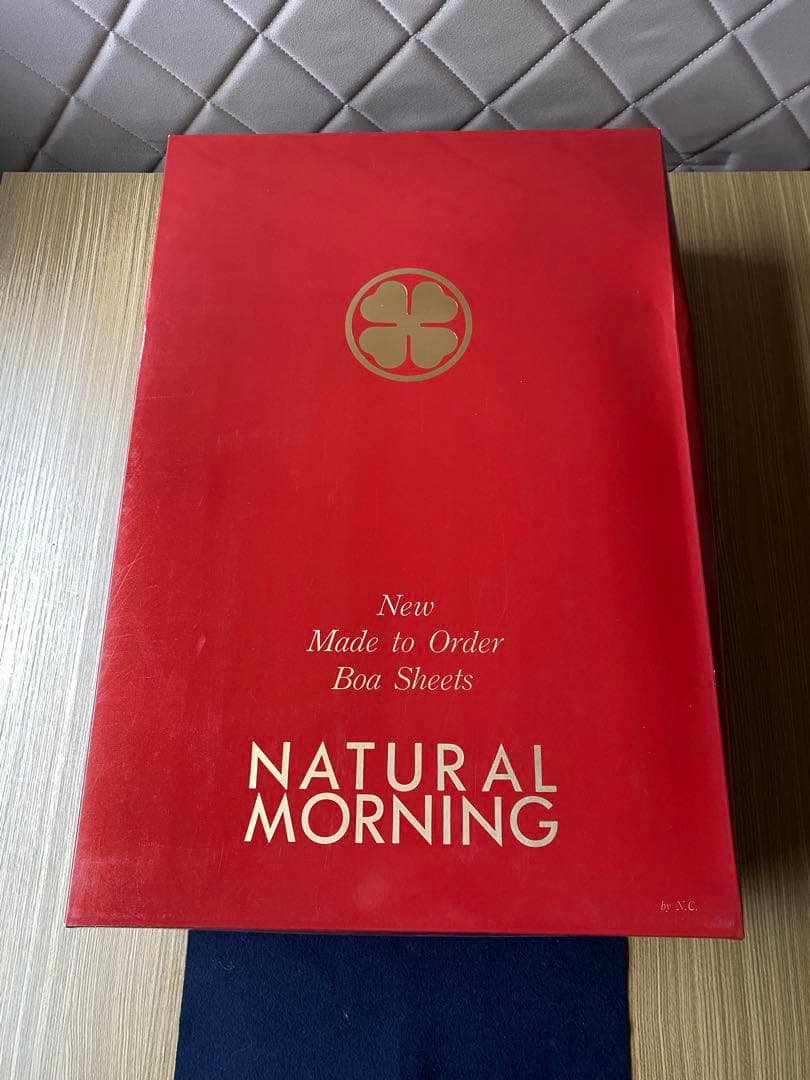 New
Made to Order
Boa Sheets
NATURAL
MORNING
by N.C.